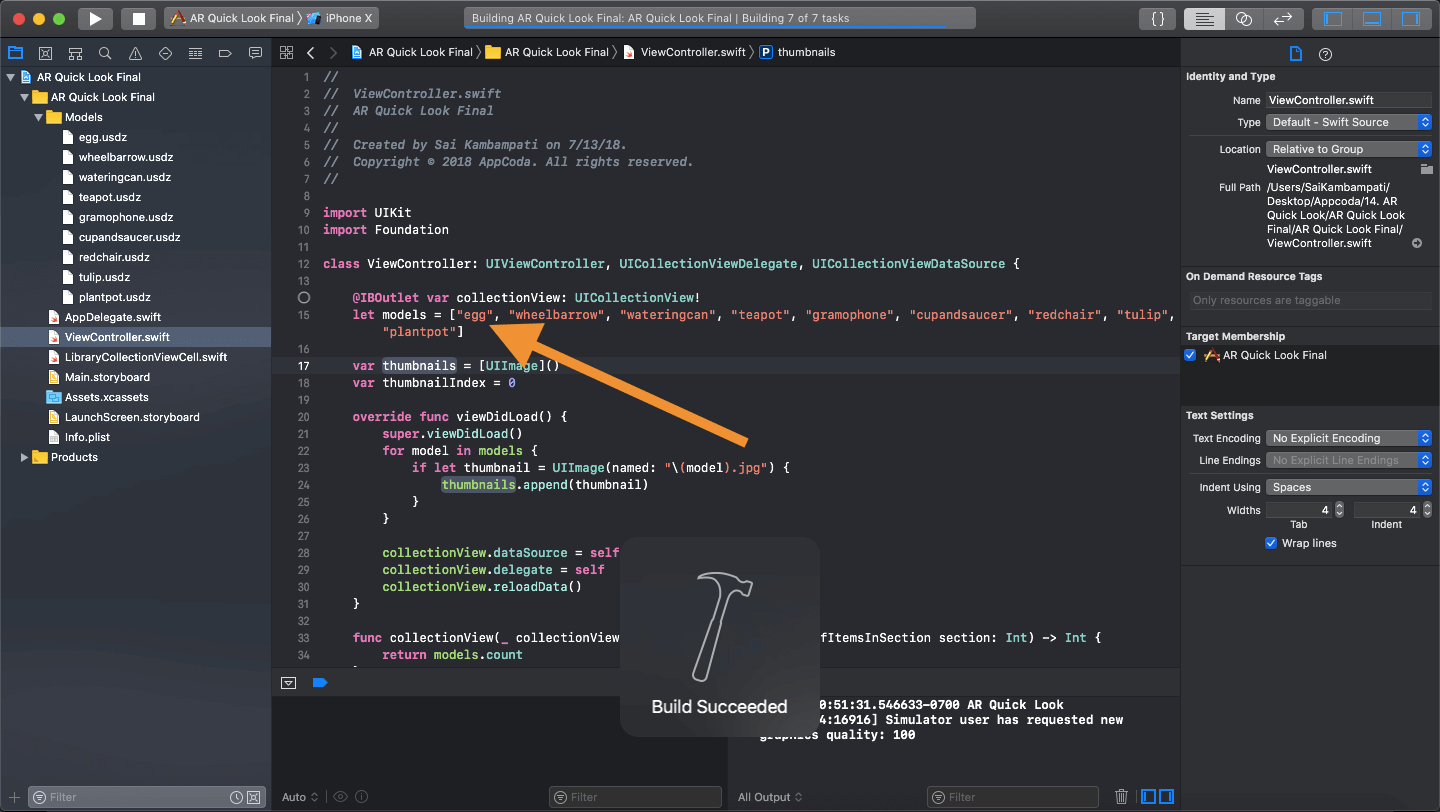 AR Quick Look Final 〉 iPhone X
Building AR Quick Look Final: AR Quick Look Final | Building 7 of 7 tasks
{}
AR Quick Look Final 〉 AR Quick Look Final 〉 ViewController.swift 〉 P thumbnails
AR Quick Look Final
AR Quick Look Final
Models
egg.usdz
wheelbarrow.usdz
wateringcan.usdz
teapot.usdz
gramophone.usdz
cupandsaucer.usdz
redchair.usdz
tulip.usdz
plantpot.usdz
AppDelegate.swift
ViewController.swift
LibraryCollectionViewCell.swift
Main.storyboard
Assets.xcassets
LaunchScreen.storyboard
Info.plist
Products
Filter
1 //
2 //  ViewController.swift
3 //  AR Quick Look Final
4 //
5 //  Created by Sai Kambampati on 7/13/18.
6 //  Copyright © 2018 AppCoda. All rights reserved.
7 //
8
9 import UIKit
10 import Foundation
11
12 class ViewController: UIViewController, UICollectionViewDelegate, UICollectionViewDataSource {
13
@IBOutlet var collectionView: UICollectionView!
15 let models = ["egg", "wheelbarrow", "wateringcan", "teapot", "gramophone", "cupandsaucer", "redchair", "tulip",
"plantpot"]
16
17 var thumbnails = [UIImage]()
18 var thumbnailIndex = 0
19
20 override func viewDidLoad() {
21 super.viewDidLoad()
22 for model in models {
23 if let thumbnail = UIImage(named: "\(model).jpg") {
24 thumbnails.append(thumbnail)
25 }
26 }
27
28 collectionView.dataSource = self
29 collectionView.delegate = self
30 collectionView.reloadData()
31 }
32
33 func collectionView(_ collectionView fItemsInSection section: Int) -> Int {
34 return models.count
Build Succeeded
0:51:31.546633-0700 AR Quick Look
4:16916] Simulator user has requested new
graphics quality: 100
Auto
Filter
All Output
Filter
Identity and Type
Name ViewController.swift
Type Default - Swift Source
Location Relative to Group
ViewController.swift
Full Path /Users/SaiKambampati/
Desktop/Appcoda/14. AR
Quick Look/AR Quick Look
Final/AR Quick Look Final/
ViewController.swift
On Demand Resource Tags
Only resources are taggable
Target Membership
AR Quick Look Final
Text Settings
Text Encoding No Explicit Encoding
Line Endings No Explicit Line Endings
Indent Using Spaces
Widths 4 4
Tab Indent
Wrap lines